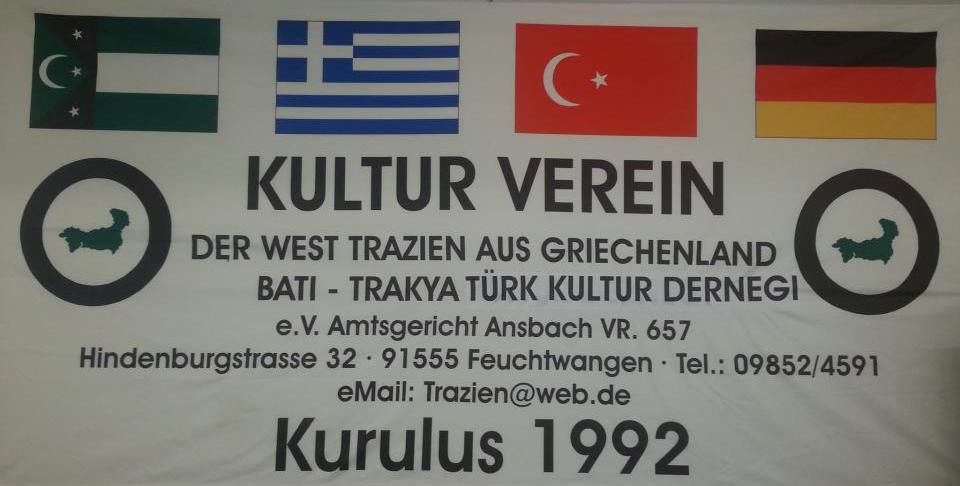 KULTUR VEREIN
DER WEST TRAZIEN AUS GRIECHENLAND
BATI - TRAKYA TÜRK KULTUR DERNEGI
e.V. Amtsgericht Ansbach VR. 657
Hindenburgstrasse 32 · 91555 Feuchtwangen · Tel.: 09852/4591
eMail: Trazien@web.de
Kurulus 1992